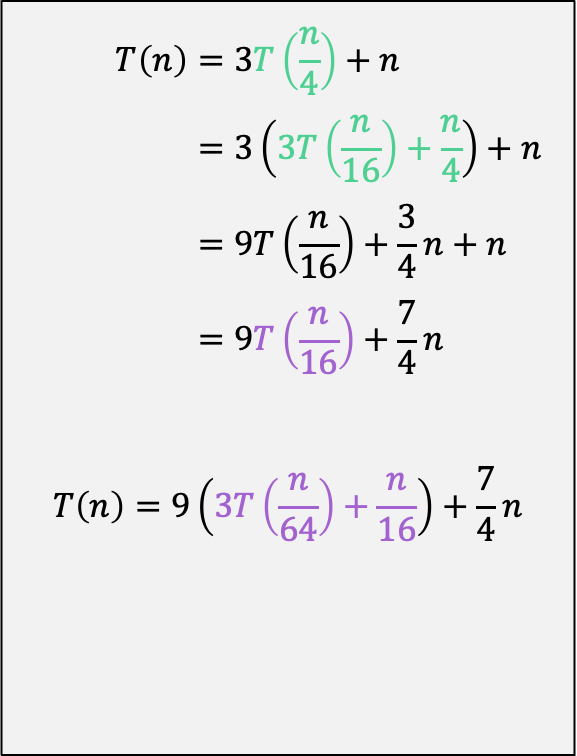 T(n) = 3T(n/4) + n
= 3(3T(n/16) + n/4) + n
= 9T(n/16) + 3/4 n + n
= 9T(n/16) + 7/4 n
T(n) = 9(3T(n/64) + n/16) + 7/4 n